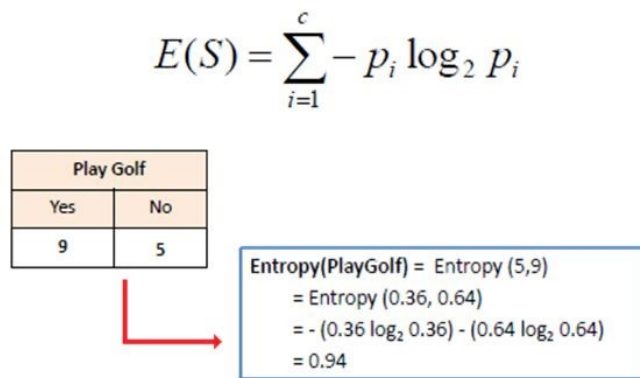 E(S) = ∑_{i=1}^{c} - p_i log_2 p_i
Play Golf
Yes No
9 5
Entropy(PlayGolf) = Entropy (5,9)
= Entropy (0.36, 0.64)
= - (0.36 log₂ 0.36) - (0.64 log₂ 0.64)
= 0.94